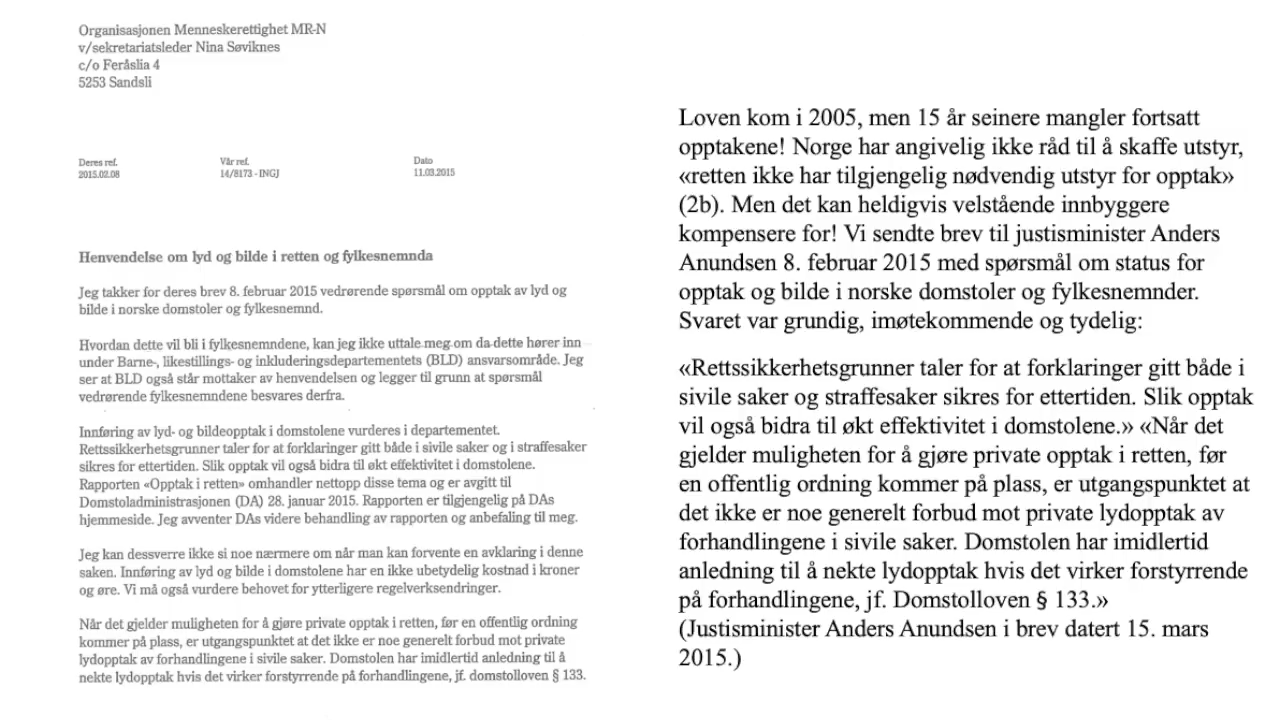 Organisasjonen Menneskerettighet MR-N
v/sekretariatsleder Nina Søviknes
c/o Feråslia 4
5253 Sandsli
Deres ref.
2015.02.08
Vår ref.
14/8173 - INGJ
Dato
11.03.2015
Henvendelse om lyd og bilde i retten og fylkesnemnda
Jeg takker for deres brev 8. februar 2015 vedrørende spørsmål om opptak av lyd og
bilde i norske domstoler og fylkesnemnd.
Hvordan dette vil bli i fylkesnemndene, kan jeg ikke uttale meg om da dette hører inn
under Barne-, likestillings- og inkluderingsdepartementets (BLD) ansvarsområde. Jeg
ser at BLD også står mottaker av henvendelsen og legger til grunn at spørsmål
vedrørende fylkesnemndene besvares derfra.
Innføring av lyd- og bildeopptak i domstolene vurderes i departementet.
Rettssikkerhetsgrunner taler for at forklaringer gitt både i sivile saker og i straffesaker
sikres for ettertiden. Slik opptak vil også bidra til økt effektivitet i domstolene.
Rapporten «Opptak i retten» omhandler nettopp disse tema og er avgitt til
Domstoladministrasjonen (DA) 28. januar 2015. Rapporten er tilgjengelig på DAs
hjemmeside. Jeg avventer DAs videre behandling av rapporten og anbefaling til meg.
Jeg kan dessverre ikke si noe nærmere om når man kan forvente en avklaring i denne
saken. Innføring av lyd og bilde i domstolene har en ikke ubetydelig kostnad i kroner
og øre. Vi må også vurdere behovet for ytterligere regelverksendringer.
Når det gjelder muligheten for å gjøre private opptak i retten, før en offentlig ordning
kommer på plass, er utgangspunktet at det ikke er noe generelt forbud mot private
lydopptak av forhandlingene i sivile saker. Domstolen har imidlertid anledning til å
nekte lydopptak hvis det virker forstyrrende på forhandlingene, jf. domstolloven § 133.
Loven kom i 2005, men 15 år seinere mangler fortsatt
opptakene! Norge har angivelig ikke råd til å skaffe utstyr,
«retten ikke har tilgjengelig nødvendig utstyr for opptak»
(2b). Men det kan heldigvis velstående innbyggere
kompensere for! Vi sendte brev til justisminister Anders
Anundsen 8. februar 2015 med spørsmål om status for
opptak og bilde i norske domstoler og fylkesnemnder.
Svaret var grundig, imøtekommende og tydelig:
«Rettssikkerhetsgrunner taler for at forklaringer gitt både i
sivile saker og straffesaker sikres for ettertiden. Slik opptak
vil også bidra til økt effektivitet i domstolene.» «Når det
gjelder muligheten for å gjøre private opptak i retten, før
en offentlig ordning kommer på plass, er utgangspunktet at
det ikke er noe generelt forbud mot private lydopptak av
forhandlingene i sivile saker. Domstolen har imidlertid
anledning til å nekte lydopptak hvis det virker forstyrrende
på forhandlingene, jf. Domstolloven § 133.»
(Justisminister Anders Anundsen i brev datert 15. mars
2015.)